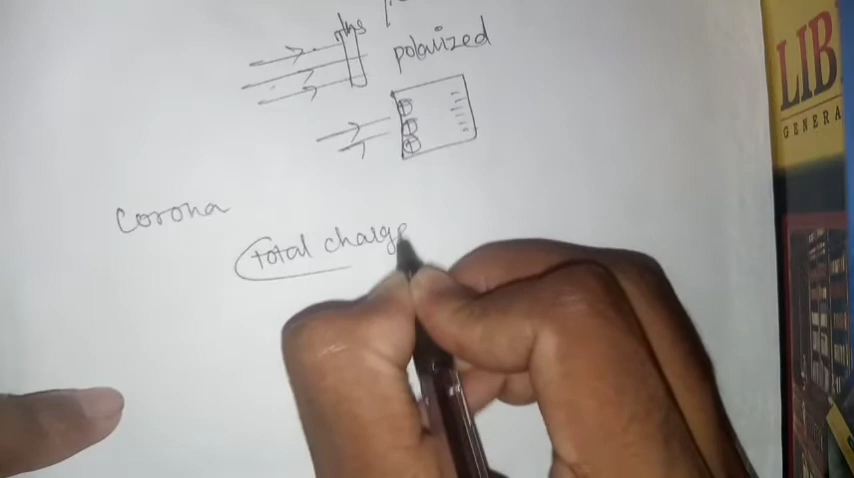 polarized
Corona
Total charge
LIB
GENERA